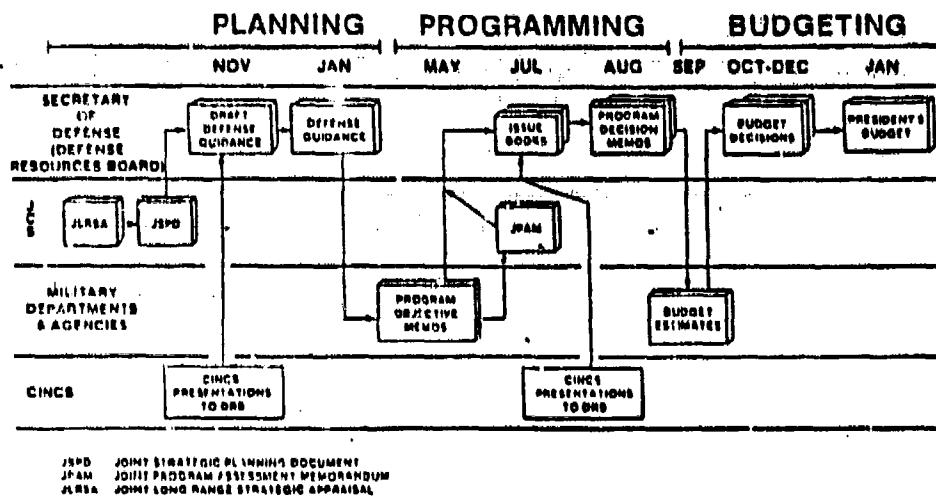 PLANNING PROGRAMMING BUDGETING
NOV JAN MAY JUL AUG SEP OCT-DEC JAN
SECRETARY
OF
DEFENSE
(DEFENSE
RESOURCES BOARD)
DRAFT
DEFENSE
GUIDANCE
DEFENSE
GUIDANCE
ISSUE
BOOKS
PROGRAM
DECISION
MEMOS
BUDGET
DECISIONS
PRESIDENT'S
BUDGET
JCS
JLRSA
JSPD
JPAM
MILITARY
DEPARTMENTS
& AGENCIES
PROGRAM
OBJECTIVE
MEMOS
BUDGET
ESTIMATES
CINCS
CINCS
PRESENTATIONS
TO DRB
CINCS
PRESENTATIONS
TO DRB
JSPD JOINT STRATEGIC PLANNING DOCUMENT
JPAM JOINT PROGRAM ASSESSMENT MEMORANDUM
JLRSA JOINT LONG RANGE STRATEGIC APPRAISAL